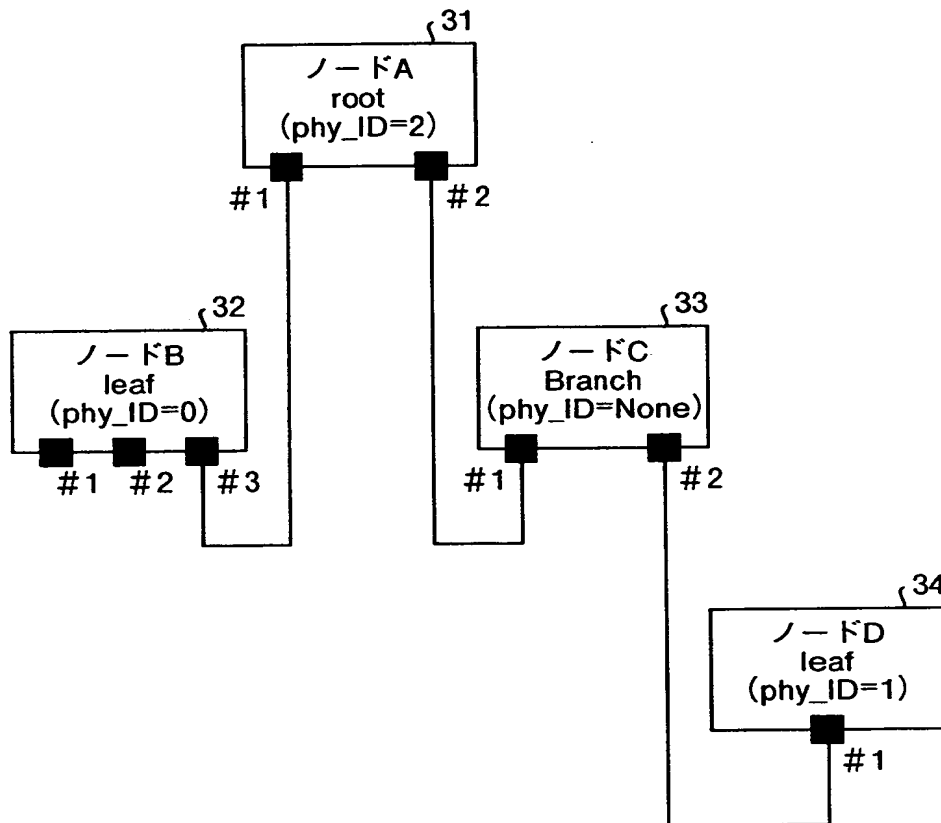 31
ノードA
root
(phy_ID=2)
#1
#2
32
ノードB
leaf
(phy_ID=0)
#1
#2
#3
33
ノードC
Branch
(phy_ID=None)
#1
#2
34
ノードD
leaf
(phy_ID=1)
#1